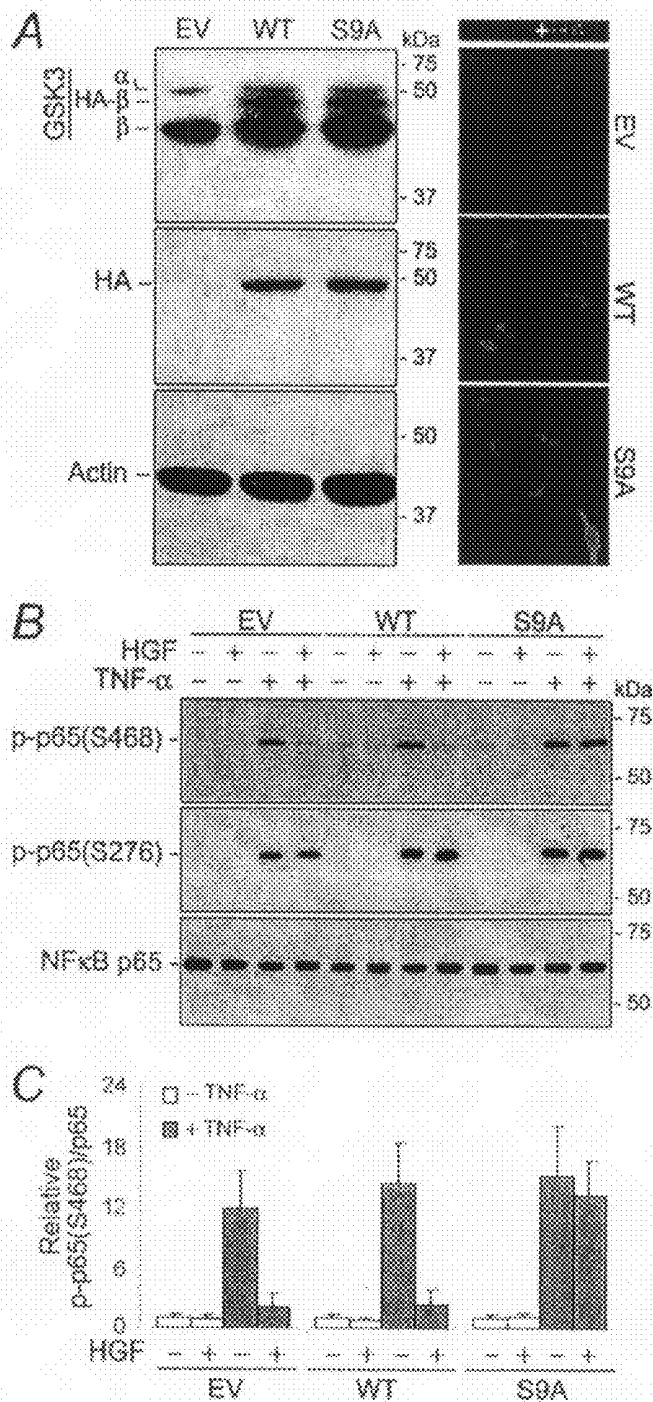 A
EV WT S9A
kDa
GSK3
α
HA-β
β
75
50
37
EV
HA
75
50
37
WT
Actin
50
37
S9A
B
EV WT S9A
HGF − + − + − + − + − + − +
TNF-α − − + + − − + + − − + +
kDa
p-p65(S468)
75
50
p-p65(S276)
75
50
NFκB p65
75
50
C
Relative
p-p65(S468)/p65
24
18
12
6
0
− TNF-α
+ TNF-α
HGF − + − + − + − + − + − +
EV WT S9A